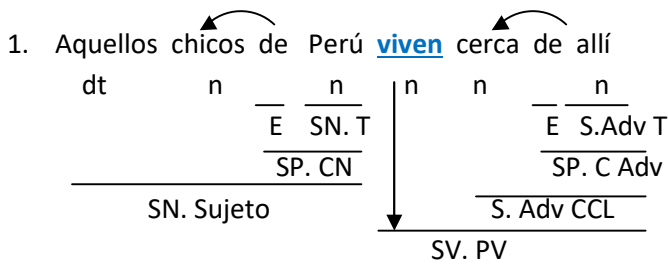 1. Aquellos chicos de Perú viven cerca de allí
dt n n n n n
E SN. T E S.Adv T
SP. CN SP. C Adv
SN. Sujeto S. Adv CCL
SV. PV